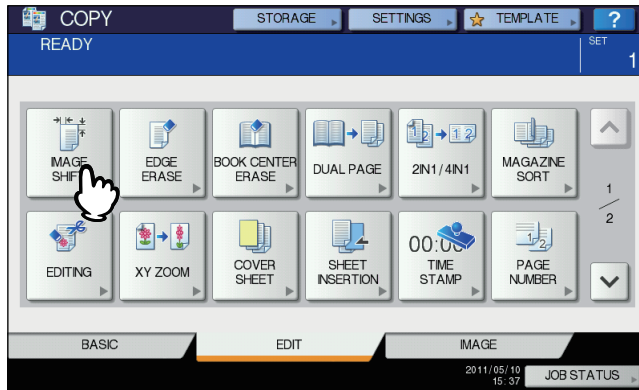 COPY
STORAGE
SETTINGS
TEMPLATE
?
READY
SET
1
IMAGE
SHIFT
EDGE
ERASE
BOOK CENTER
ERASE
DUAL PAGE
2IN1/4IN1
MAGAZINE
SORT
1
2
EDITING
XY ZOOM
COVER
SHEET
SHEET
INSERTION
00:00
TIME
STAMP
PAGE
NUMBER
BASIC
EDIT
IMAGE
2011/05/10
15:37
JOB STATUS